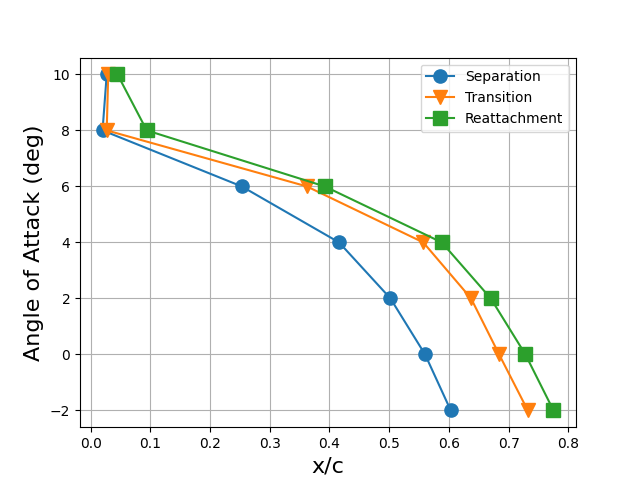 Separation
Transition
Reattachment
10
8
6
4
2
0
−2
Angle of Attack (deg)
0.0 0.1 0.2 0.3 0.4 0.5 0.6 0.7 0.8
x/c